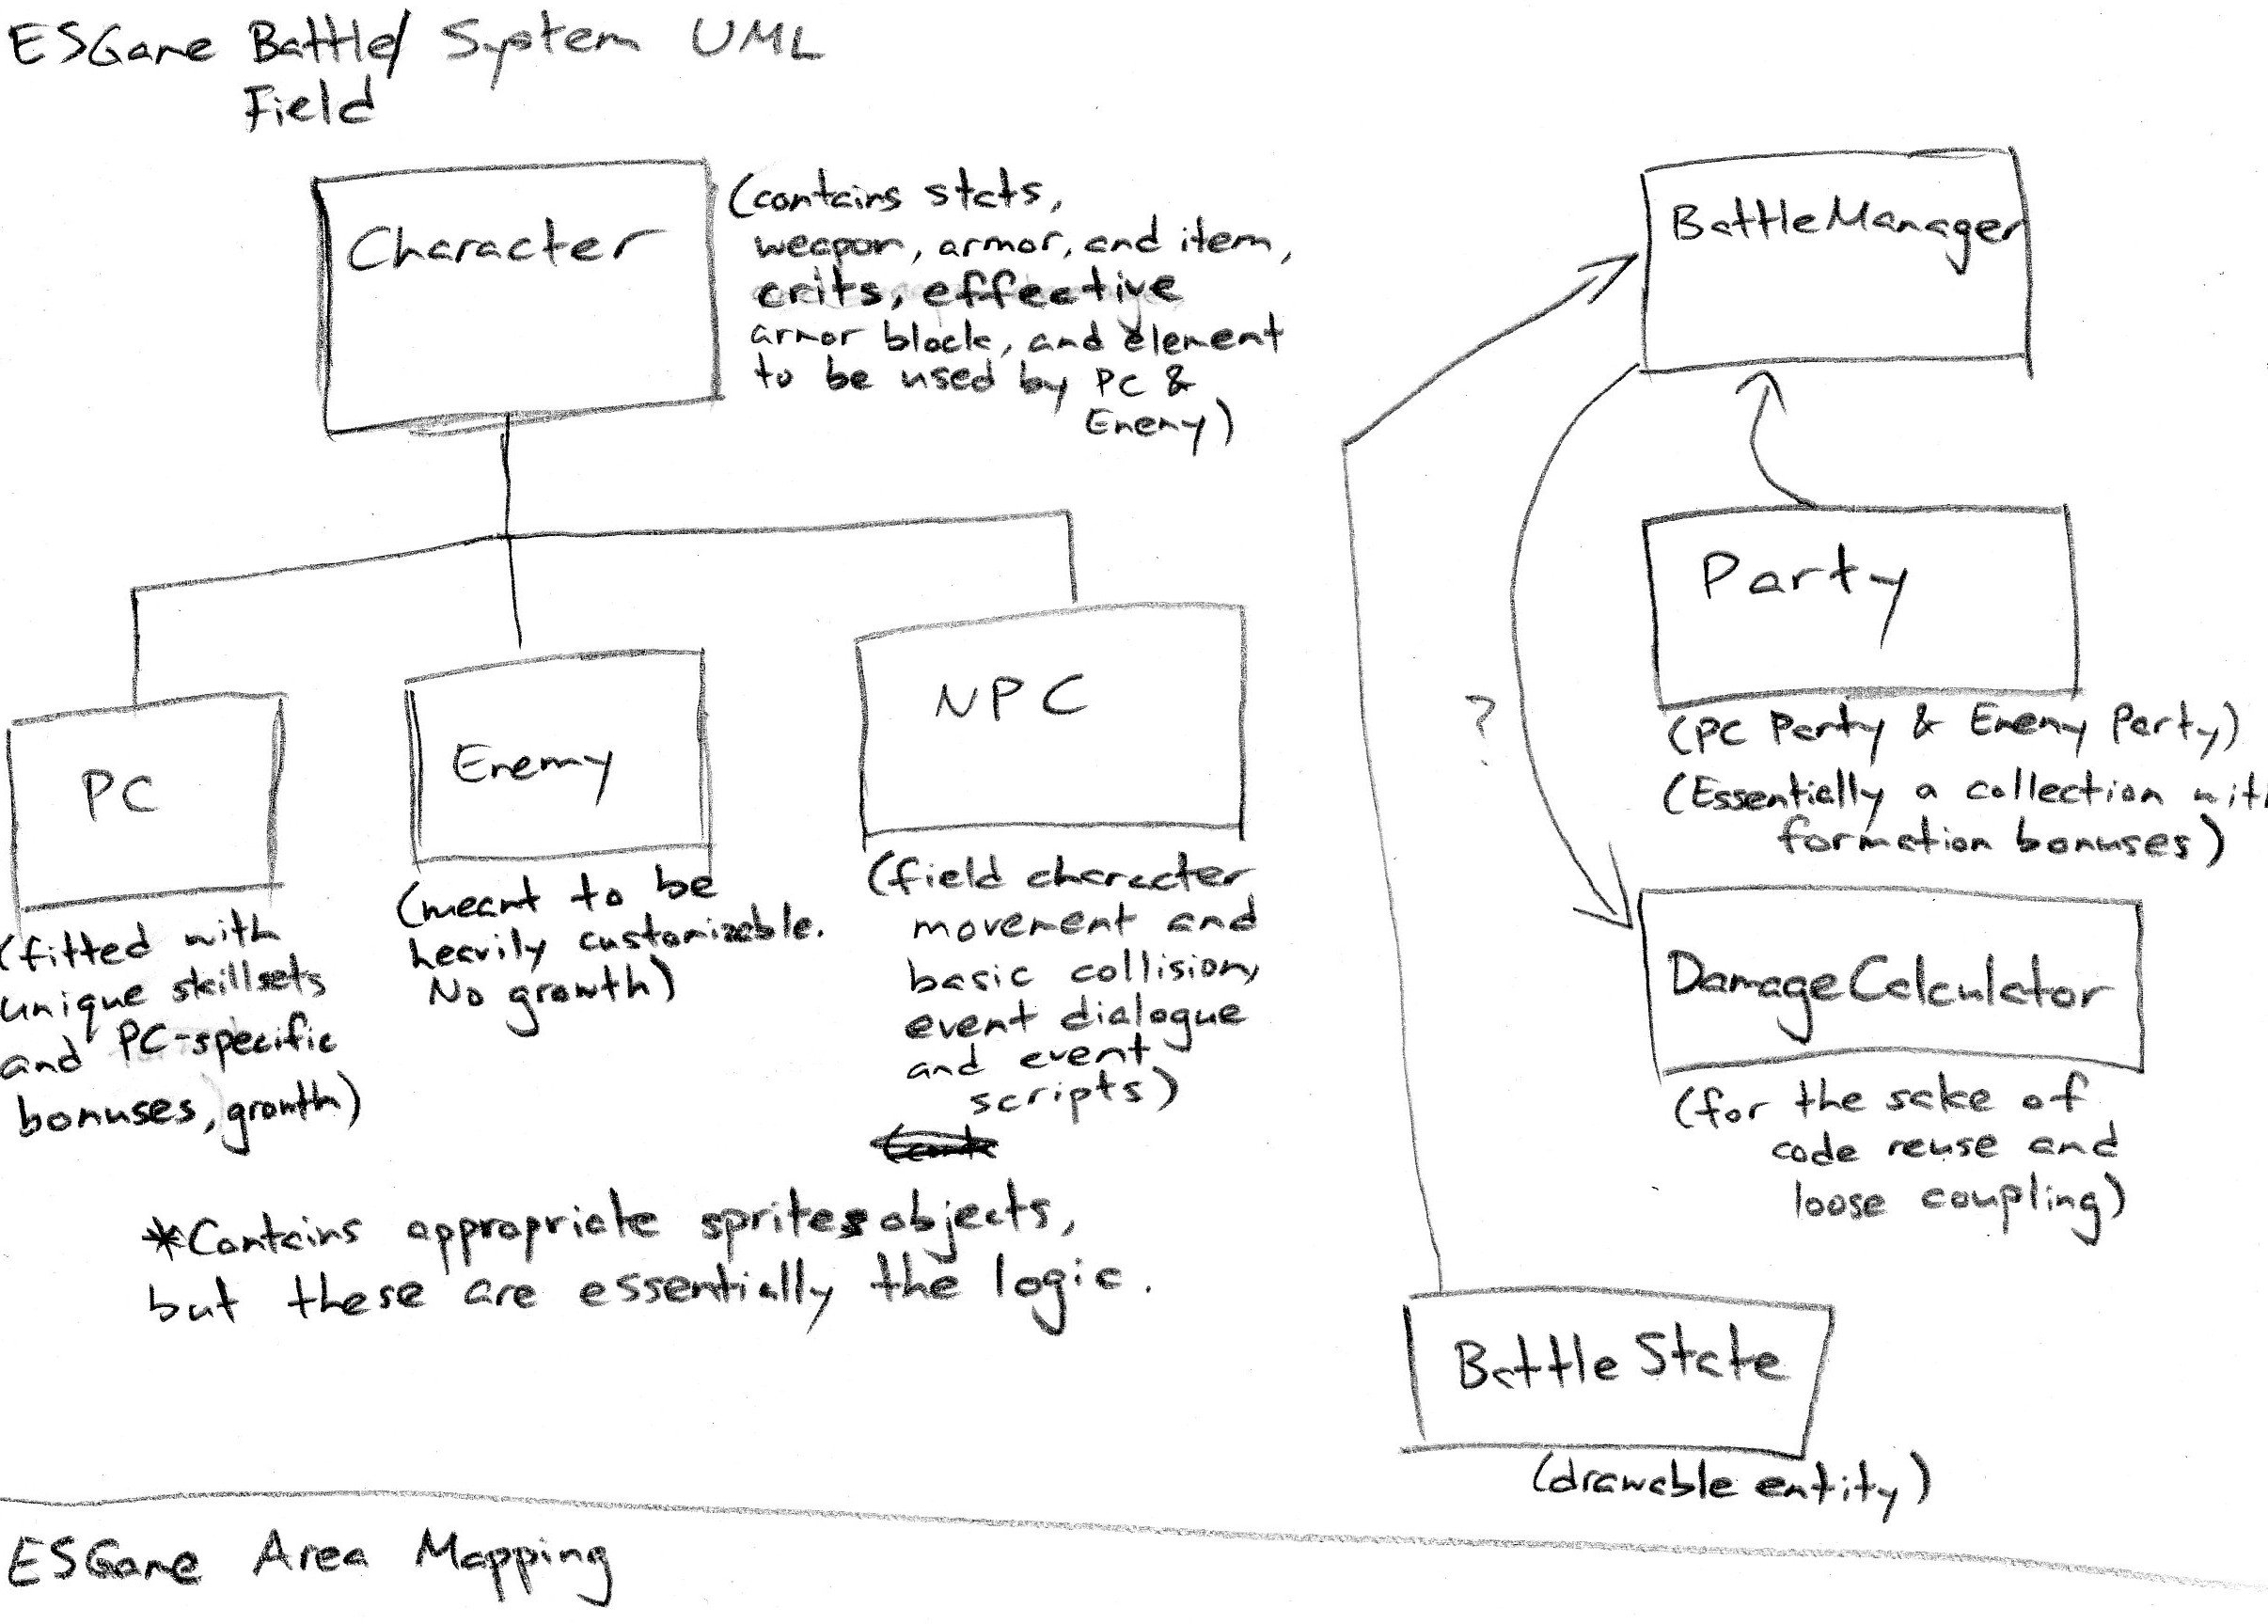 ESGame Battle/ System UML
Field
Character
(contains stats,
weapon, armor, and item,
crits, effective
armor block, and element
to be used by PC &
Enemy)
PC
(fitted with
unique skillsets
and PC-specific
bonuses, growth)
Enemy
(meant to be
heavily customizable.
No growth)
NPC
(field character
movement and
basic collision,
event dialogue
and event
scripts)
*Contains appropriate sprites objects,
but these are essentially the logic.
BattleManager
Party
(PC Party & Enemy Party)
(Essentially a collection with
formation bonuses)
?
DamageCalculator
(for the sake of
code reuse and
loose coupling)
BattleState
(drawable entity)
ESGame Area Mapping